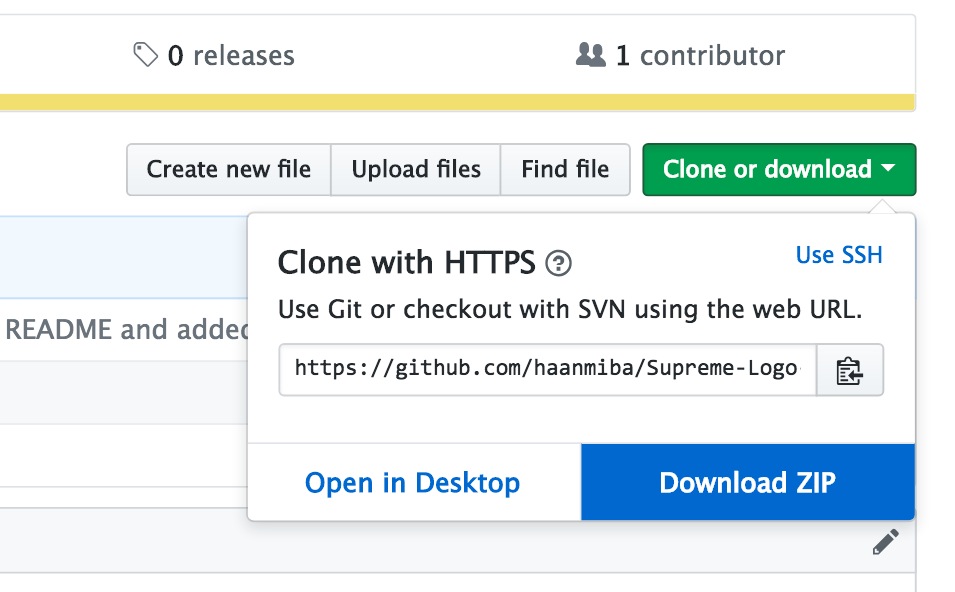 0 releases
1 contributor
Create new file
Upload files
Find file
Clone or download
Clone with HTTPS
Use SSH
Use Git or checkout with SVN using the web URL.
README and added
https://github.com/haanmiba/Supreme-Logo
Open in Desktop
Download ZIP